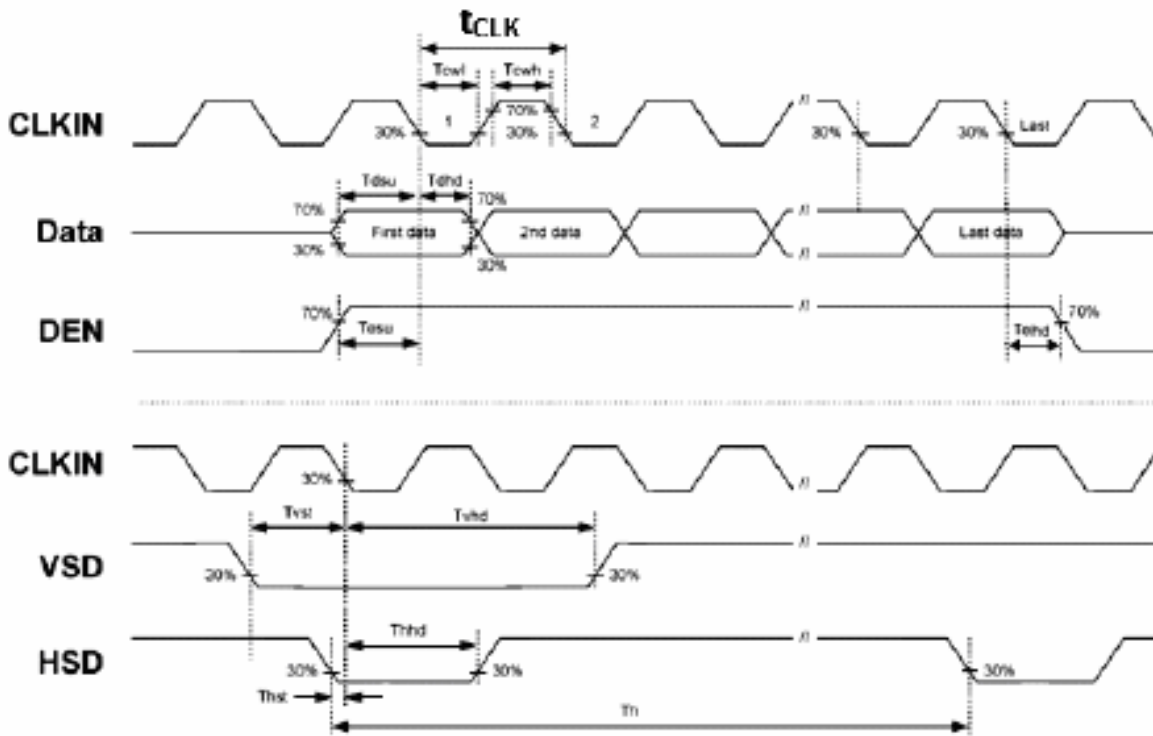 tCLK
Tcwl Tcwh
CLKIN 30% 1 70% 30% 2 30% 30% Last
Tdsu Tdhd
70% 70%
Data First data 2nd data Last data
30% 30%
DEN 70% 70%
Tesu Tehd
CLKIN 30%
Tvst Tvhd
VSD 30% 30%
Thhd
HSD 30% 30% 30%
Thst
Th